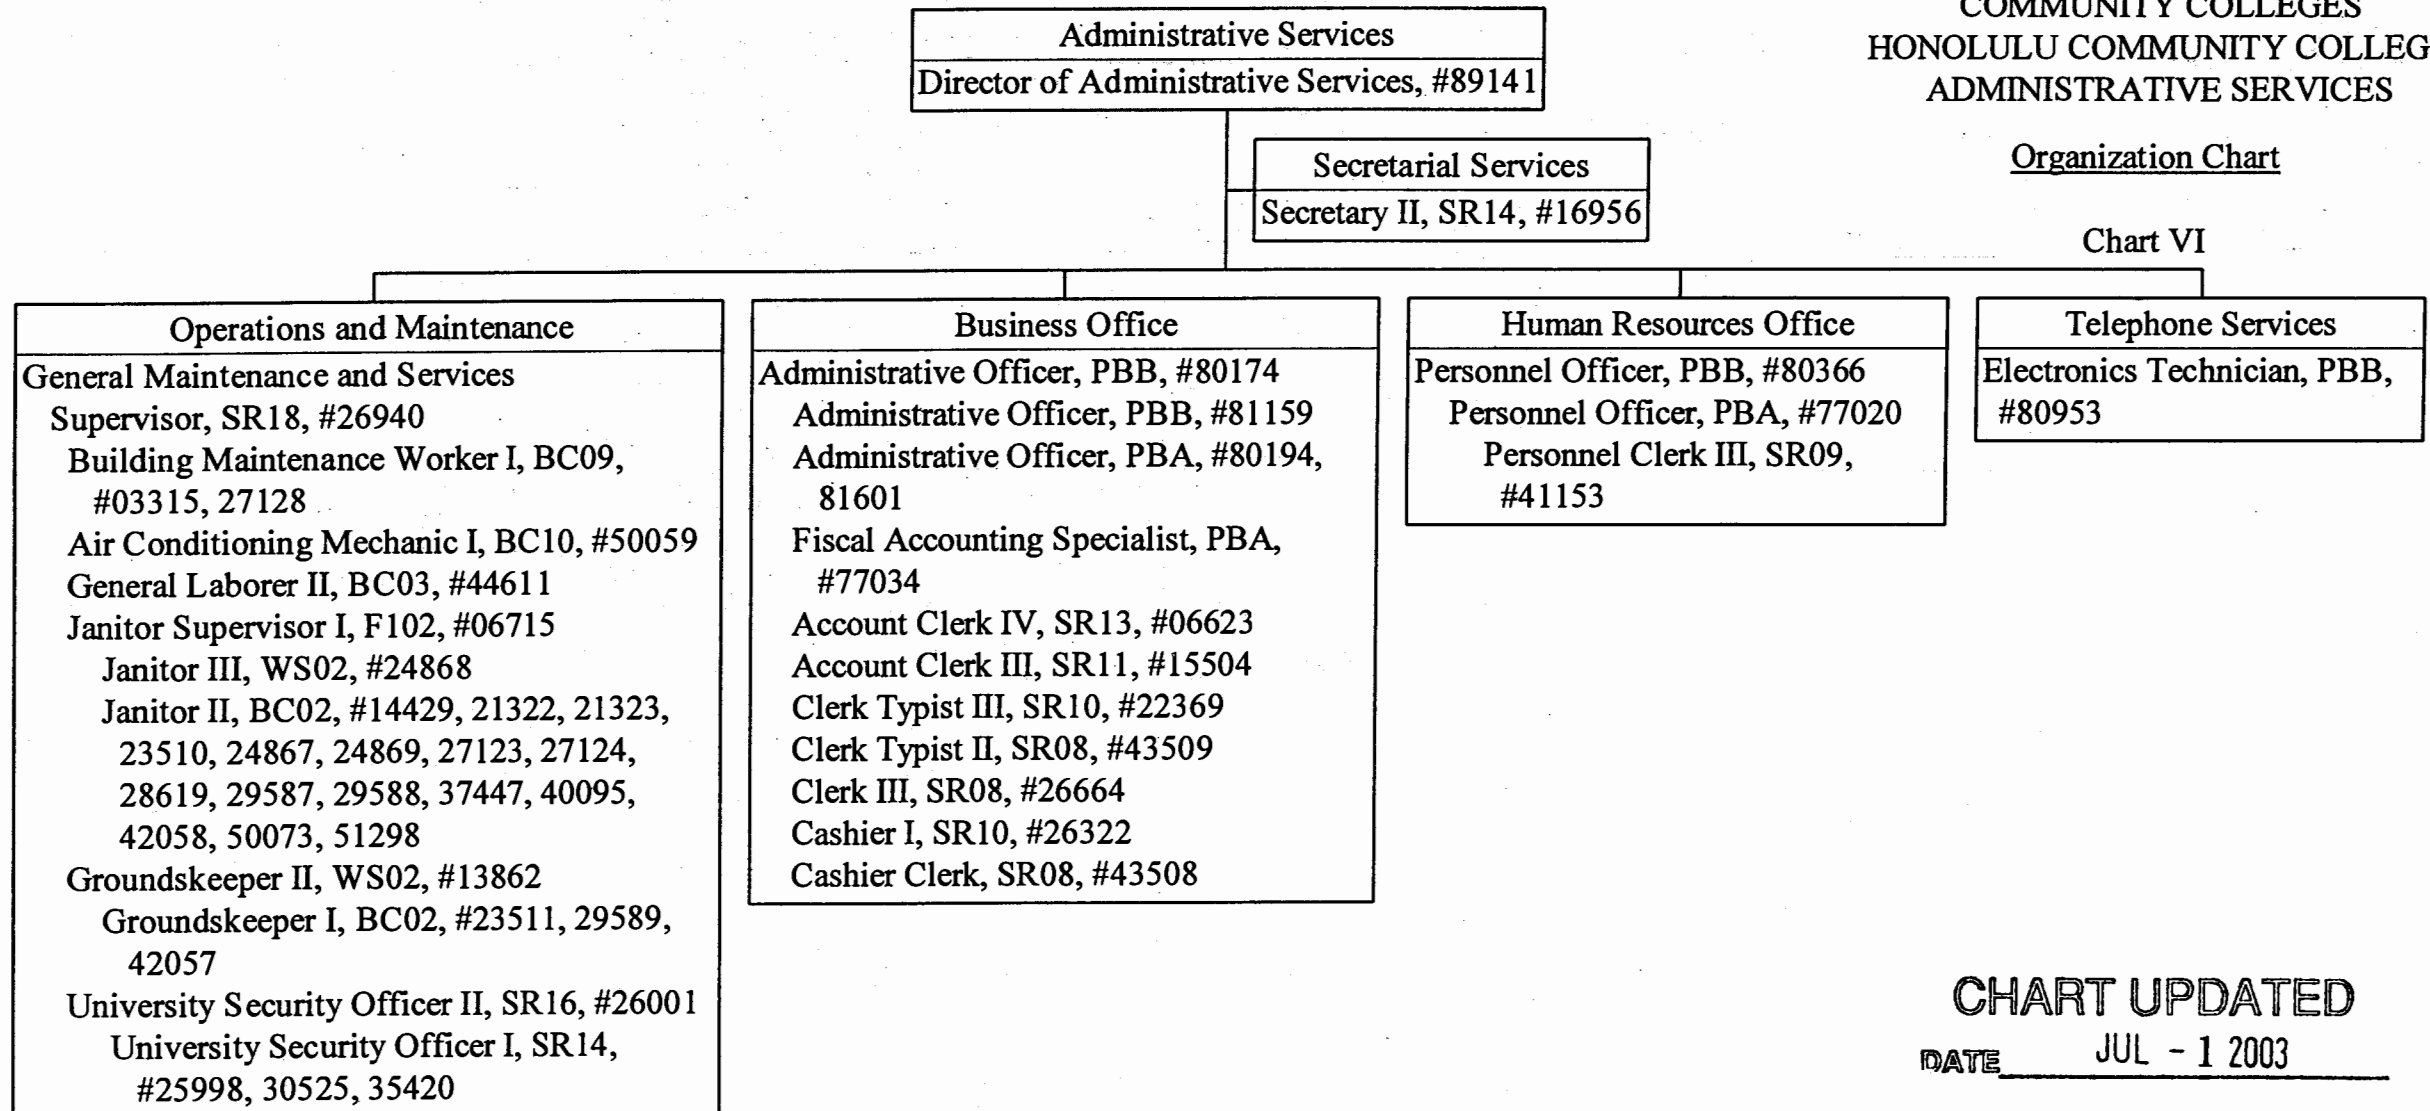 COMMUNITY COLLEGES
HONOLULU COMMUNITY COLLEG
ADMINISTRATIVE SERVICES
Organization Chart
Chart VI
Administrative Services
Director of Administrative Services, #89141
Secretarial Services
Secretary II, SR14, #16956
Operations and Maintenance
General Maintenance and Services
Supervisor, SR18, #26940
Building Maintenance Worker I, BC09,
#03315, 27128
Air Conditioning Mechanic I, BC10, #50059
General Laborer II, BC03, #44611
Janitor Supervisor I, F102, #06715
Janitor III, WS02, #24868
Janitor II, BC02, #14429, 21322, 21323,
23510, 24867, 24869, 27123, 27124,
28619, 29587, 29588, 37447, 40095,
42058, 50073, 51298
Groundskeeper II, WS02, #13862
Groundskeeper I, BC02, #23511, 29589,
42057
University Security Officer II, SR16, #26001
University Security Officer I, SR14,
#25998, 30525, 35420
Business Office
Administrative Officer, PBB, #80174
Administrative Officer, PBB, #81159
Administrative Officer, PBA, #80194,
81601
Fiscal Accounting Specialist, PBA,
#77034
Account Clerk IV, SR13, #06623
Account Clerk III, SR11, #15504
Clerk Typist III, SR10, #22369
Clerk Typist II, SR08, #43509
Clerk III, SR08, #26664
Cashier I, SR10, #26322
Cashier Clerk, SR08, #43508
Human Resources Office
Personnel Officer, PBB, #80366
Personnel Officer, PBA, #77020
Personnel Clerk III, SR09,
#41153
Telephone Services
Electronics Technician, PBB,
#80953
CHART UPDATED
DATE JUL - 1 2003